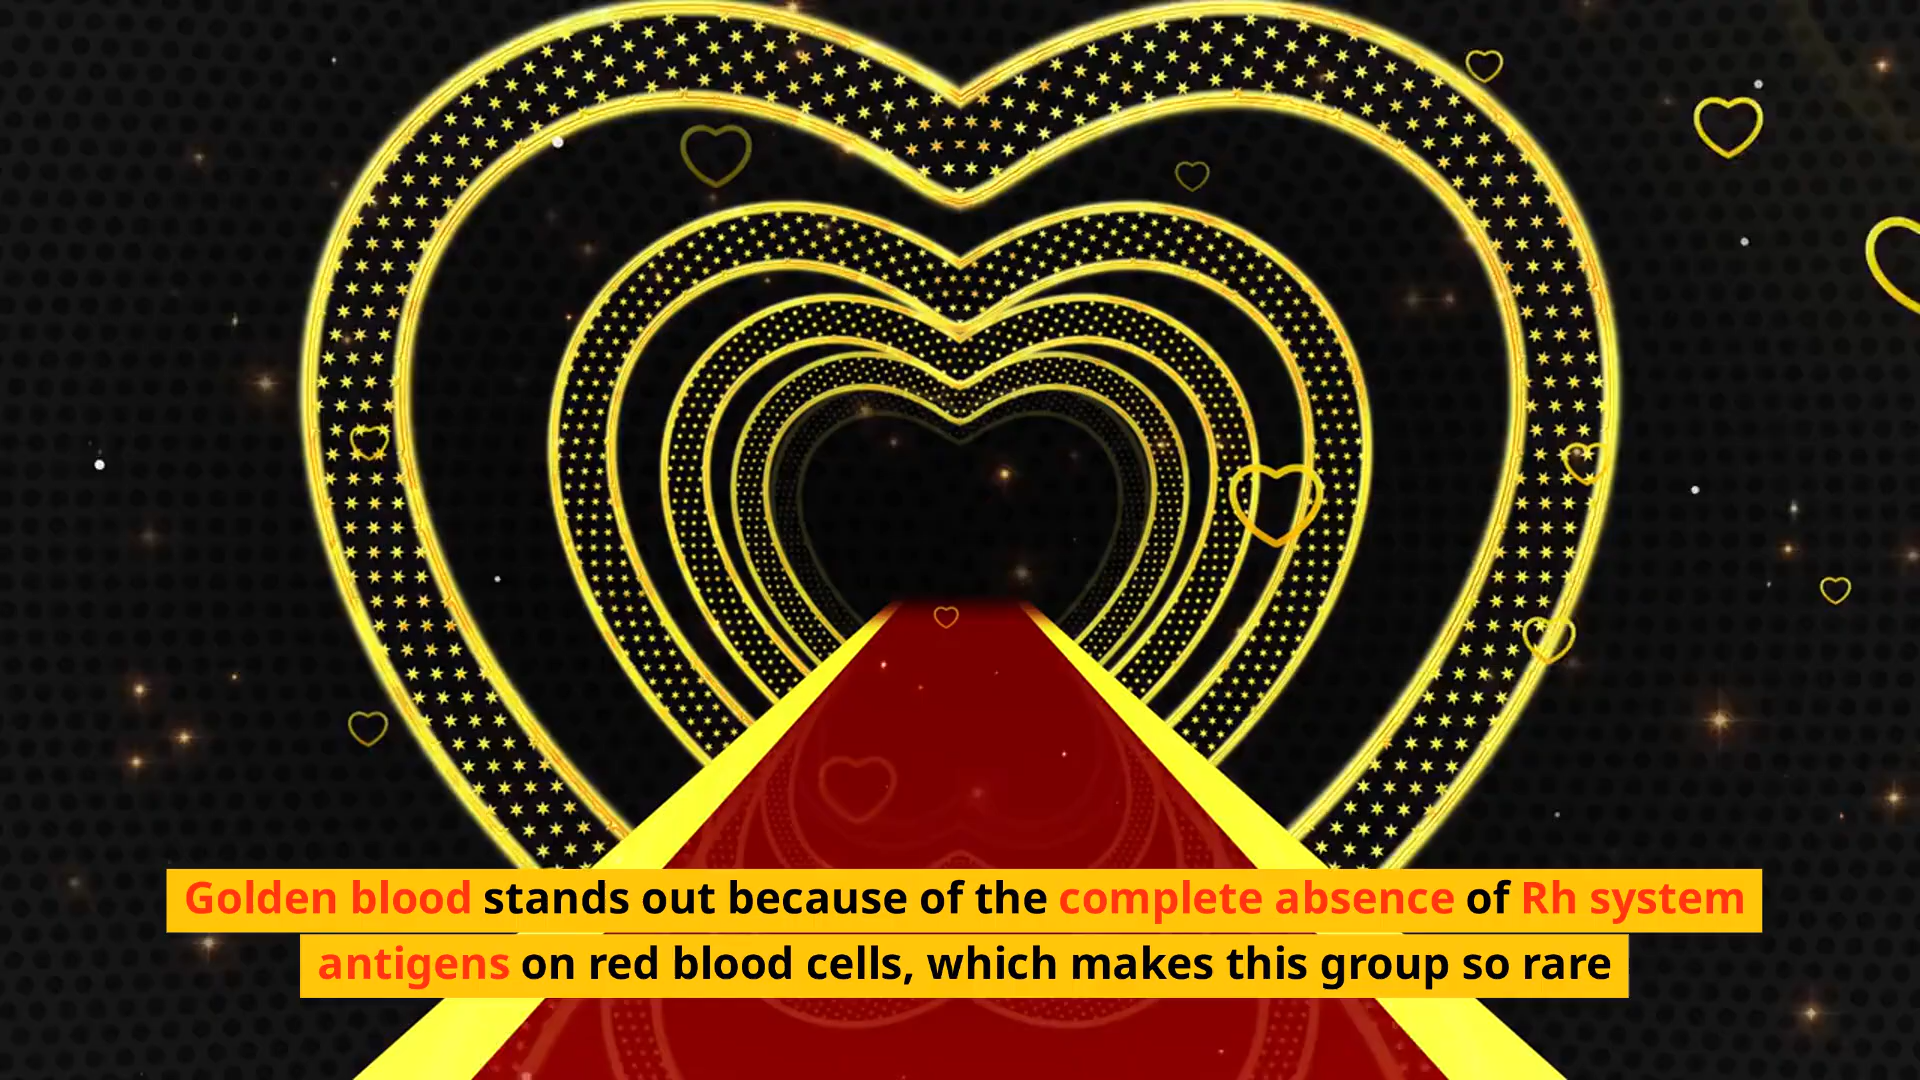 Golden blood stands out because of the complete absence of Rh system
antigens on red blood cells, which makes this group so rare